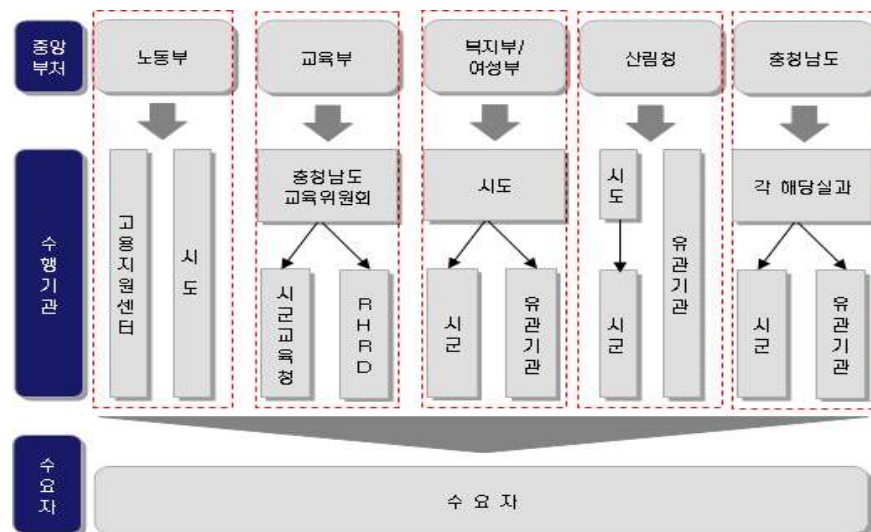 중앙
부처
노동부
교육부
복지부/
여성부
산림청
충청남도
수행기관
고용지원센터
시도
충청남도
교육위원회
시군교육청
RHRD
시도
시군
유관기관
시도
시군
유관기관
각 해당실과
시군
유관기관
수요자
수 요 자